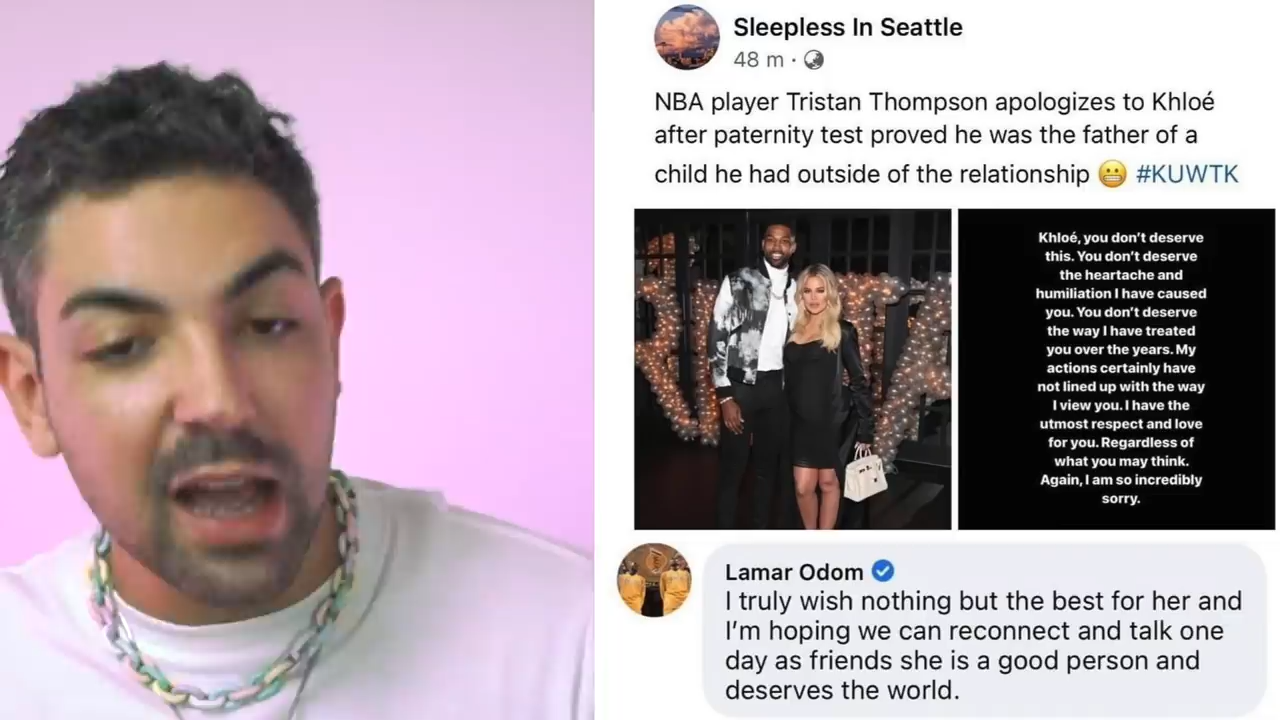 Sleepless In Seattle
48 m ·
NBA player Tristan Thompson apologizes to Khloé
after paternity test proved he was the father of a
child he had outside of the relationship 😬 #KUWTK
Khloé, you don't deserve
this. You don't deserve
the heartache and
humiliation I have caused
you. You don't deserve
the way I have treated
you over the years. My
actions certainly have
not lined up with the way
I view you. I have the
utmost respect and love
for you. Regardless of
what you may think.
Again, I am so incredibly
sorry.
Lamar Odom
I truly wish nothing but the best for her and
I'm hoping we can reconnect and talk one
day as friends she is a good person and
deserves the world.